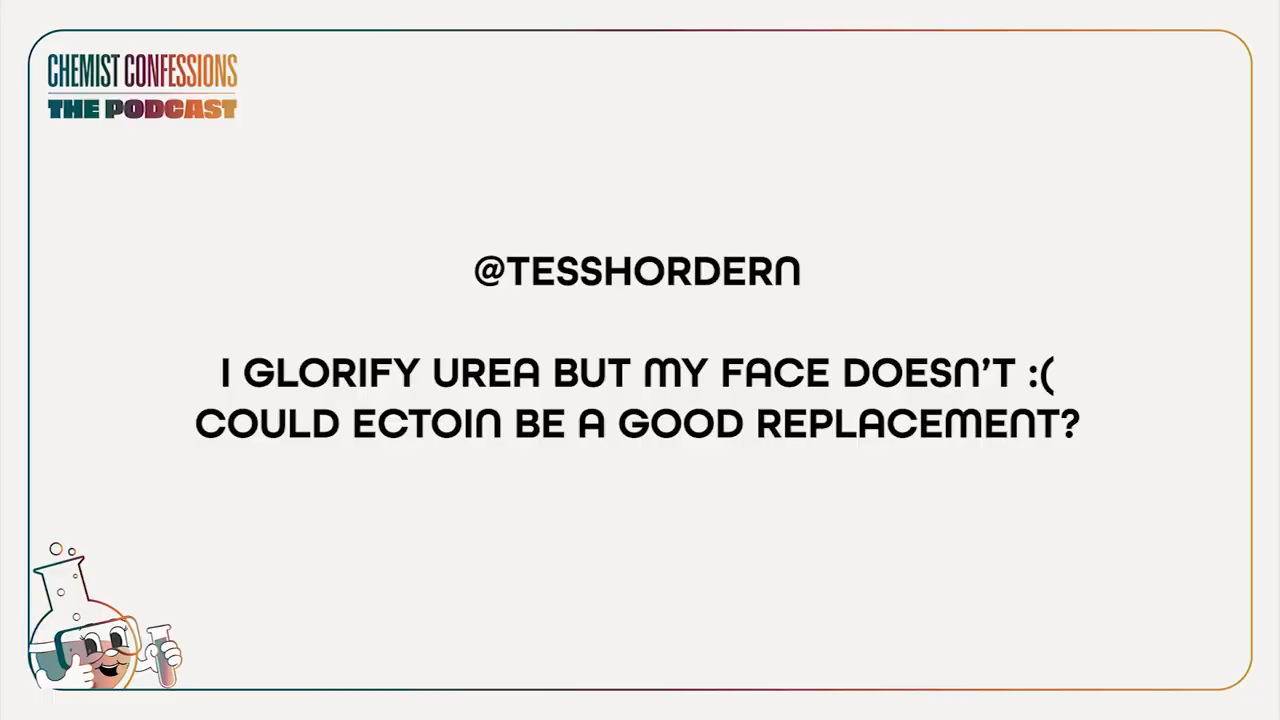 CHEMIST CONFESSIONS
THE PODCAST
@TESSHORDERN
I GLORIFY UREA BUT MY FACE DOESN'T :(
COULD ECTOIN BE A GOOD REPLACEMENT?